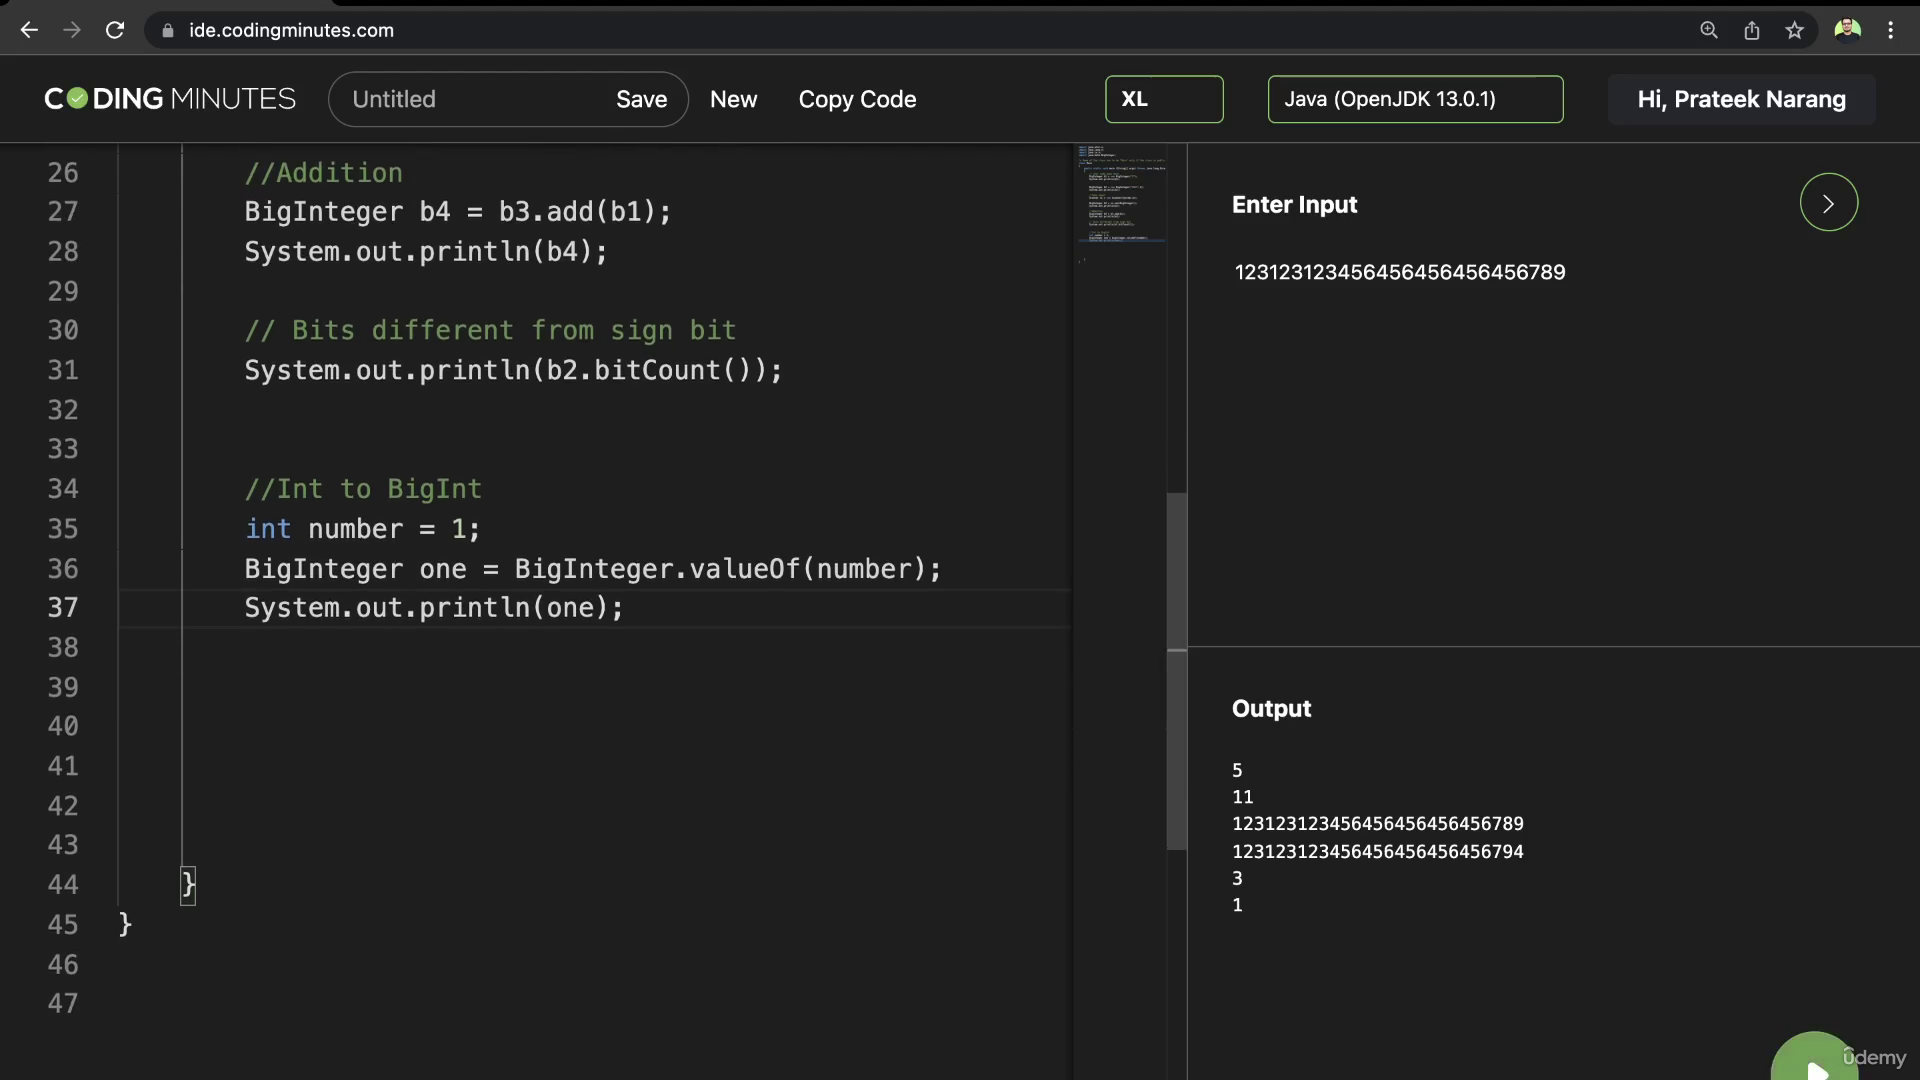 ide.codingminutes.com
CODING MINUTES Untitled Save New Copy Code XL Java (OpenJDK 13.0.1) Hi, Prateek Narang
26 //Addition
27 BigInteger b4 = b3.add(b1);
28 System.out.println(b4);
29
30 // Bits different from sign bit
31 System.out.println(b2.bitCount());
32
33
34 //Int to BigInt
35 int number = 1;
36 BigInteger one = BigInteger.valueOf(number);
37 System.out.println(one);
38
39
40
41
42
43
44 }
45 }
46
47
Enter Input
123123123456456456456456789
Output
5
11
123123123456456456456456789
123123123456456456456456794
3
1
ûdemy